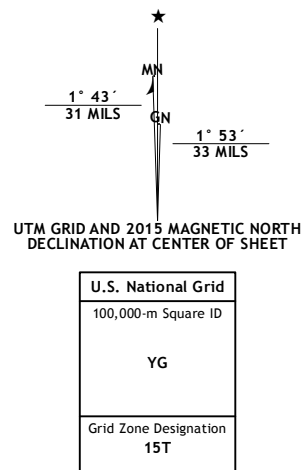 MN
1° 43´
31 MILS
GN
1° 53´
33 MILS
UTM GRID AND 2015 MAGNETIC NORTH
DECLINATION AT CENTER OF SHEET
U.S. National Grid
100,000-m Square ID
YG
Grid Zone Designation
15T